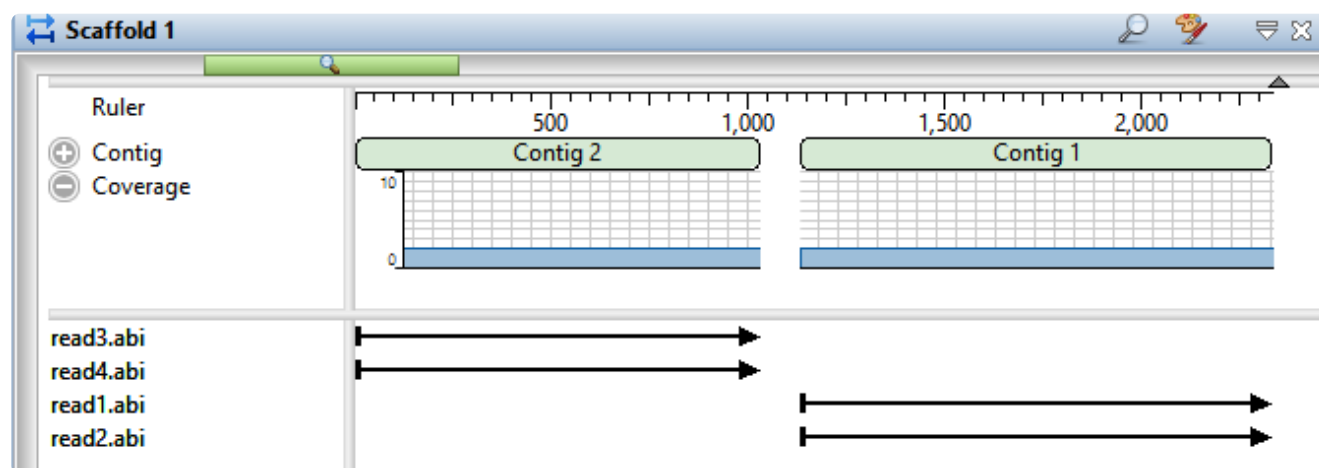 Scaffold 1
Ruler
500 1,000 1,500 2,000
Contig Contig 2 Contig 1
Coverage 10
0
read3.abi
read4.abi
read1.abi
read2.abi